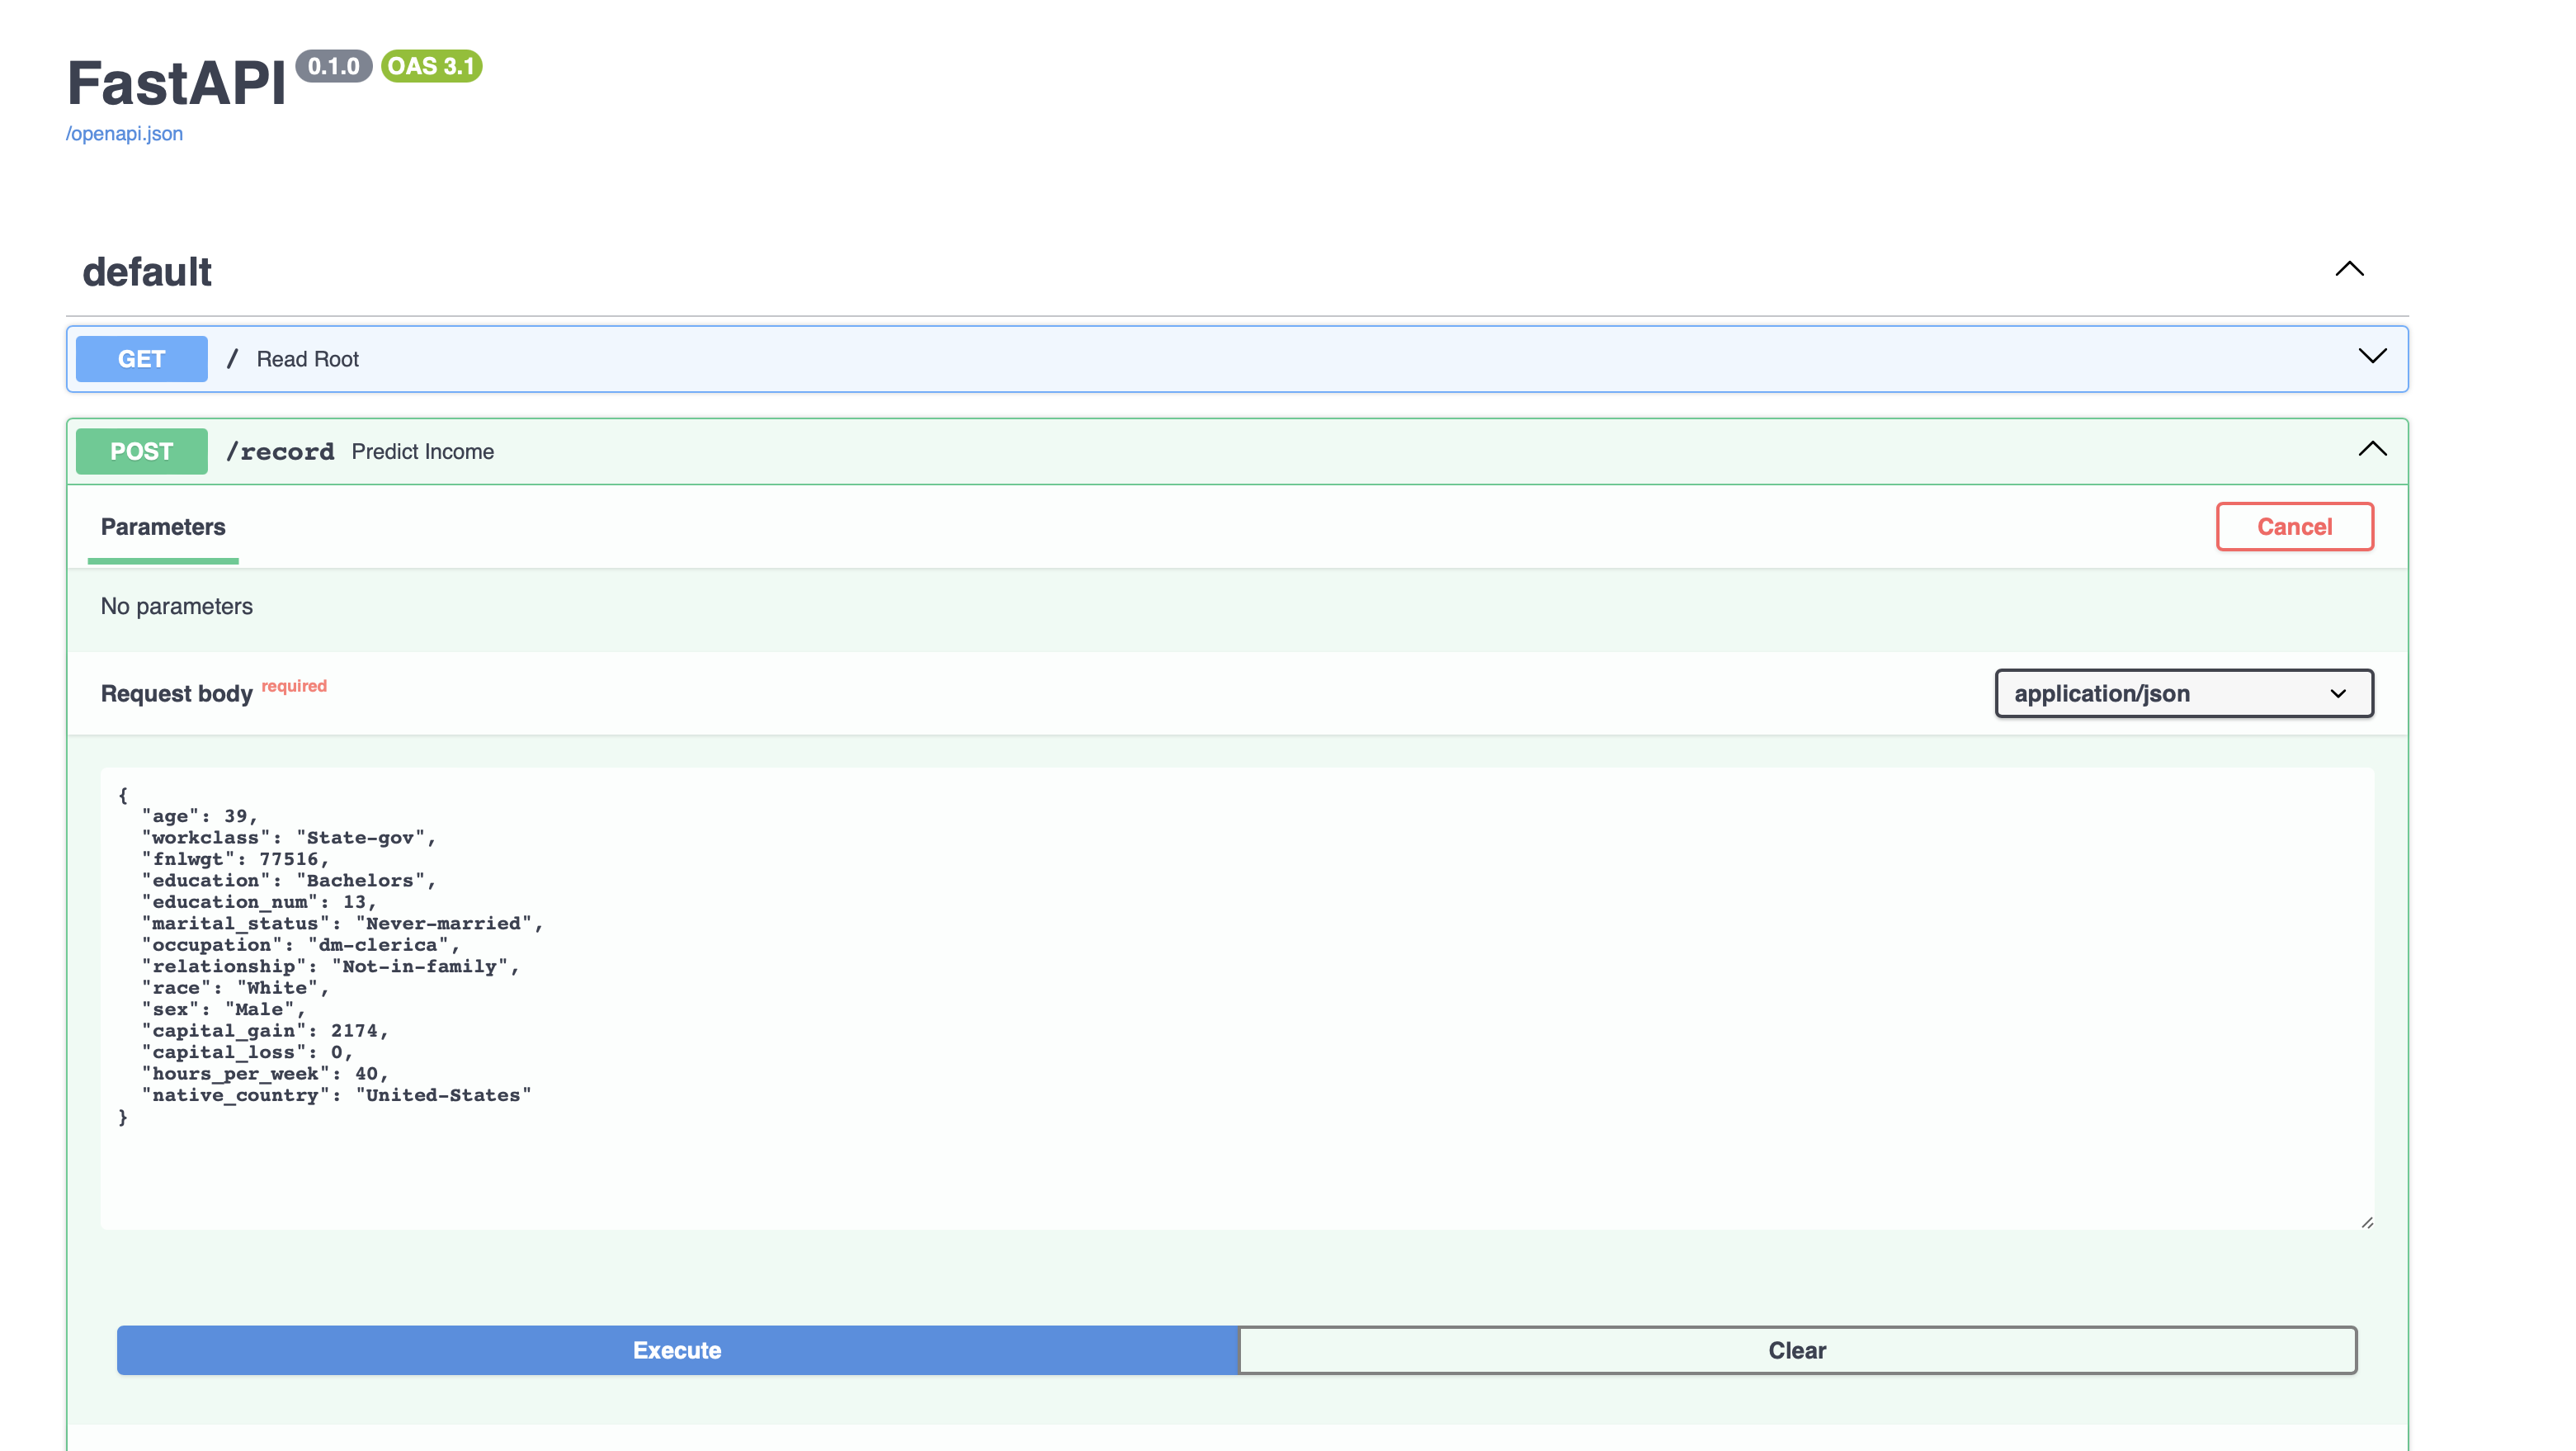 FastAPI 0.1.0 OAS 3.1
/openapi.json
default
GET / Read Root
POST /record Predict Income
Parameters
Cancel
No parameters
Request body required
application/json
{
  "age": 39,
  "workclass": "State-gov",
  "fnlwgt": 77516,
  "education": "Bachelors",
  "education_num": 13,
  "marital_status": "Never-married",
  "occupation": "dm-clerica",
  "relationship": "Not-in-family",
  "race": "White",
  "sex": "Male",
  "capital_gain": 2174,
  "capital_loss": 0,
  "hours_per_week": 40,
  "native_country": "United-States"
}
Execute
Clear